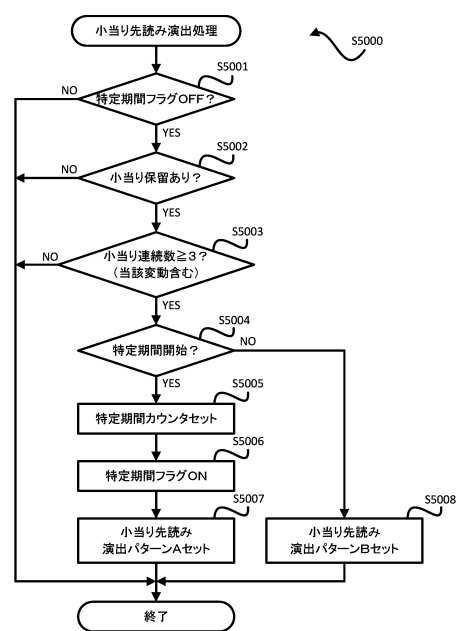 小当り先読み演出処理
S5000
S5001
特定期間フラグOFF？
NO
YES
S5002
小当り保留あり？
NO
YES
S5003
小当り連続数≧３？
（当該変動含む）
NO
YES
S5004
特定期間開始？
NO
YES
S5005
特定期間カウンタセット
S5006
特定期間フラグON
S5007
小当り先読み
演出パターンAセット
S5008
小当り先読み
演出パターンBセット
終了